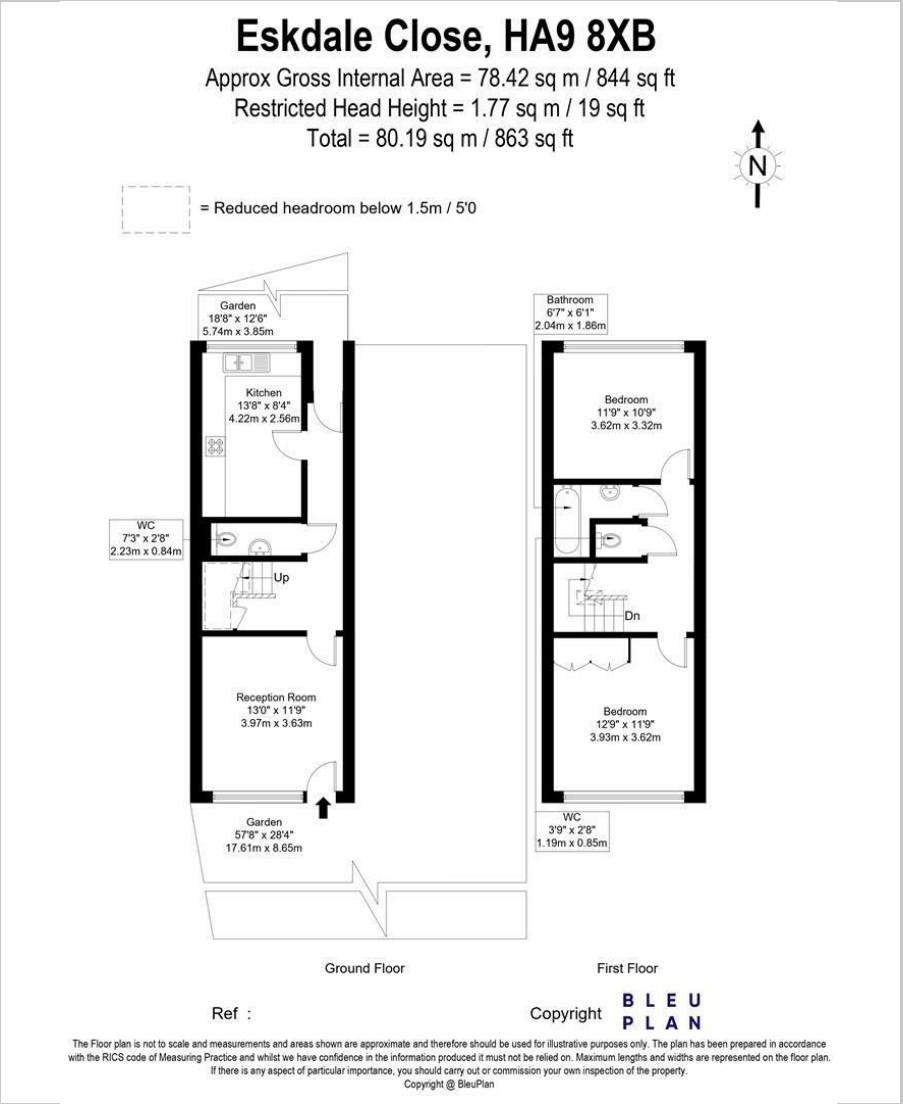 Eskdale Close, HA9 8XB
Approx Gross Internal Area = 78.42 sq m / 844 sq ft
Restricted Head Height = 1.77 sq m / 19 sq ft
Total = 80.19 sq m / 863 sq ft
N
= Reduced headroom below 1.5m / 5'0
Garden
18'8" x 12'6"
5.74m x 3.85m
Kitchen
13'8" x 8'4"
4.22m x 2.56m
WC
7'3" x 2'8"
2.23m x 0.84m
Up
Reception Room
13'0" x 11'9"
3.97m x 3.63m
Garden
57'8" x 28'4"
17.61m x 8.65m
Ground Floor
Bathroom
6'7" x 6'1"
2.04m x 1.86m
Bedroom
11'9" x 10'9"
3.62m x 3.32m
Dn
Bedroom
12'9" x 11'9"
3.93m x 3.62m
WC
3'9" x 2'8"
1.19m x 0.85m
First Floor
Ref :
Copyright
BLEU
PLAN
The Floor plan is not to scale and measurements and areas shown are approximate and therefore should be used for illustrative purposes only. The plan has been prepared in accordance
with the RICS code of Measuring Practice and whilst we have confidence in the information produced it must not be relied on. Maximum lengths and widths are represented on the floor plan.
If there is any aspect of particular importance, you should carry out or commission your own inspection of the property.
Copyright @ BleuPlan